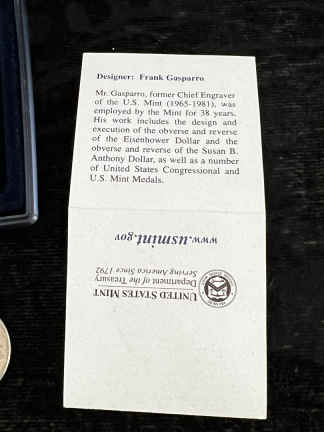 Designer: Frank Gasparro
Mr. Gasparro, former Chief Engraver
of the U.S. Mint (1965-1981), was
employed by the Mint for 38 years.
His work includes the design and
execution of the obverse and reverse
of the Eisenhower Dollar and the
obverse and reverse of the Susan B.
Anthony Dollar, as well as a number
of United States Congressional and
U.S. Mint Medals.
UNITED STATES MINT
Department of the Treasury
Serving America Since 1792
www.usmint.gov